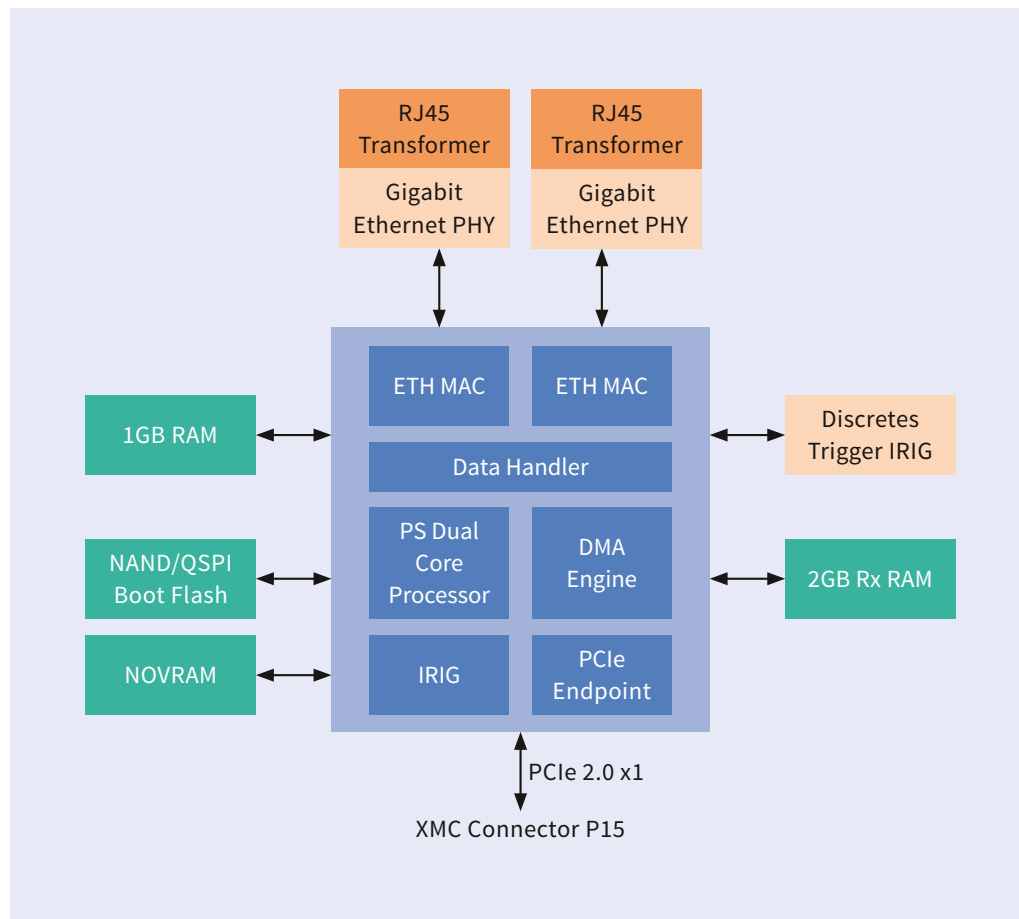 RJ45
Transformer
Gigabit
Ethernet PHY
RJ45
Transformer
Gigabit
Ethernet PHY
ETH MAC
ETH MAC
1GB RAM
Discretes
Trigger IRIG
Data Handler
NAND/QSPI
Boot Flash
PS Dual
Core
Processor
DMA
Engine
2GB Rx RAM
NOVRAM
IRIG
PCIe
Endpoint
PCIe 2.0 x1
XMC Connector P15